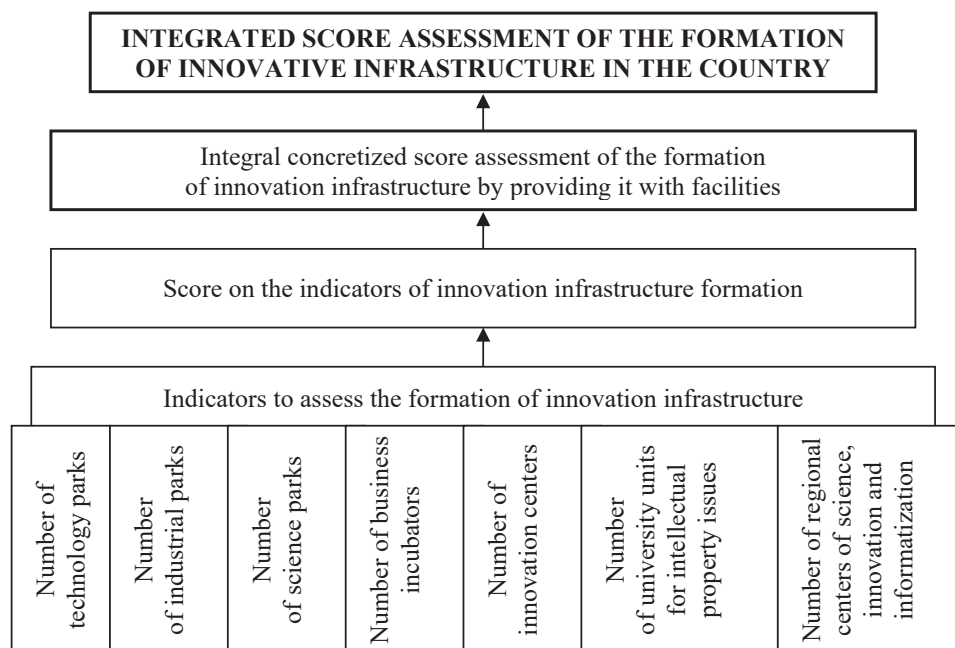 INTEGRATED SCORE ASSESSMENT OF THE FORMATION
OF INNOVATIVE INFRASTRUCTURE IN THE COUNTRY
Integral concretized score assessment of the formation
of innovation infrastructure by providing it with facilities
Score on the indicators of innovation infrastructure formation
Indicators to assess the formation of innovation infrastructure
Number of
technology parks
Number
of industrial parks
Number
of science parks
Number of business
incubators
Number of
innovation centers
Number
of university units
for intellectual
property issues
Number of regional
centers of science,
innovation and
informatization